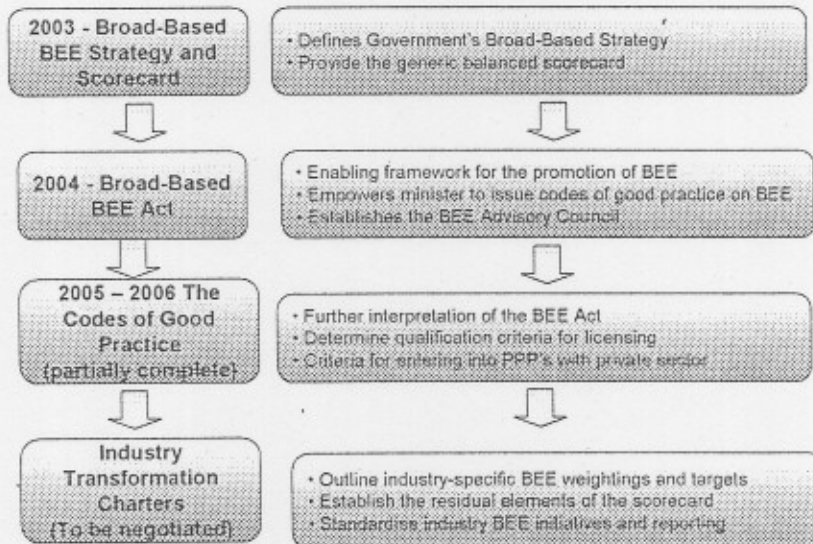 2003 - Broad-Based
BEE Strategy and
Scorecard
• Defines Government's Broad-Based Strategy
• Provide the generic balanced scorecard
2004 - Broad-Based
BEE Act
• Enabling framework for the promotion of BEE
• Empowers minister to issue codes of good practice on BEE
• Establishes the BEE Advisory Council
2005 – 2006 The
Codes of Good
Practice
(partially complete)
• Further interpretation of the BEE Act
• Determine qualification criteria for licensing
• Criteria for entering into PPP's with private sector
Industry
Transformation
Charters
(To be negotiated)
• Outline industry-specific BEE weightings and targets
• Establish the residual elements of the scorecard
• Standardise industry BEE initiatives and reporting